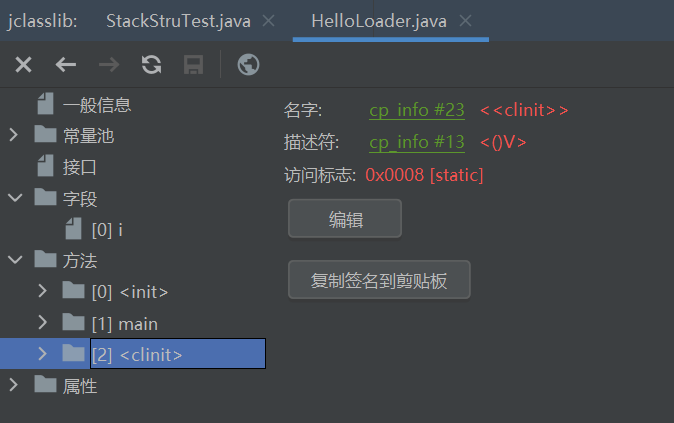 jclasslib: StackStruTest.java HelloLoader.java
一般信息
常量池
接口
字段
[0] i
方法
[0] <init>
[1] main
[2] <clinit>
属性
名字: cp_info #23 <<clinit>>
描述符: cp_info #13 <()V>
访问标志: 0x0008 [static]
编辑
复制签名到剪贴板